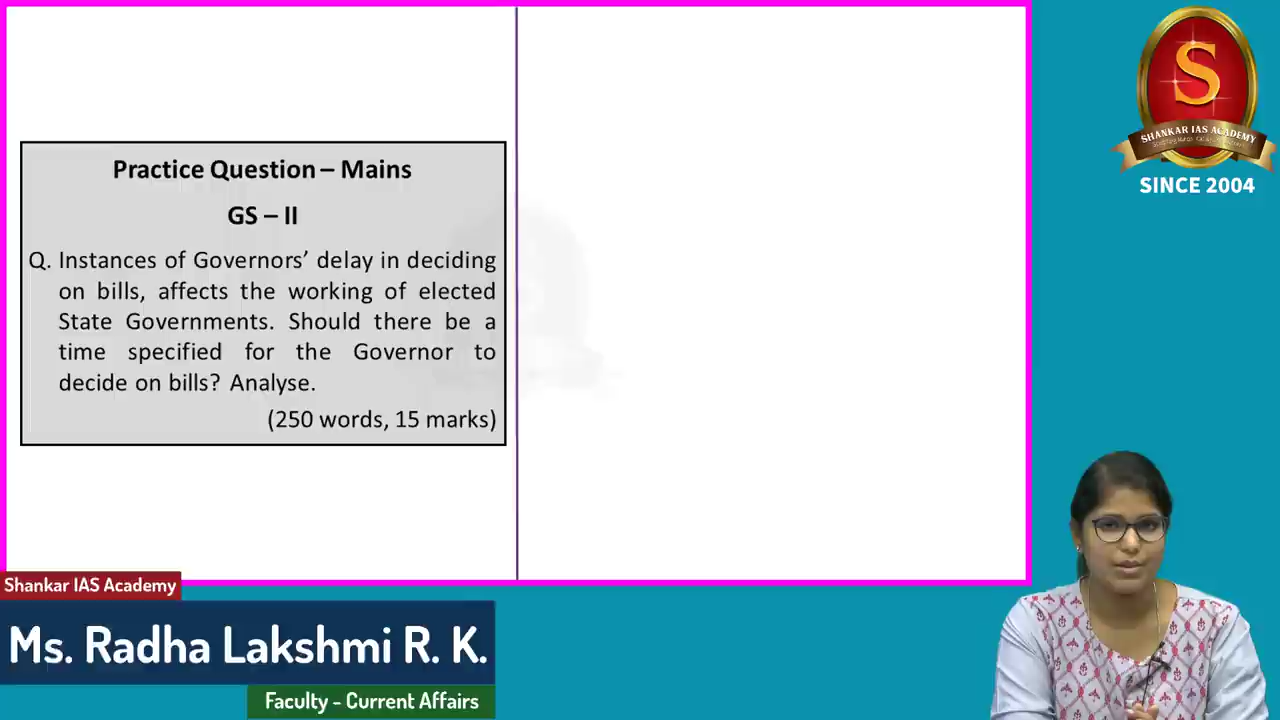 Practice Question – Mains
GS – II
Q. Instances of Governors’ delay in deciding
on bills, affects the working of elected
State Governments. Should there be a
time specified for the Governor to
decide on bills? Analyse.
(250 words, 15 marks)
S
SHANKAR IAS ACADEMY
SINCE 2004
Shankar IAS Academy
Ms. Radha Lakshmi R. K.
Faculty - Current Affairs